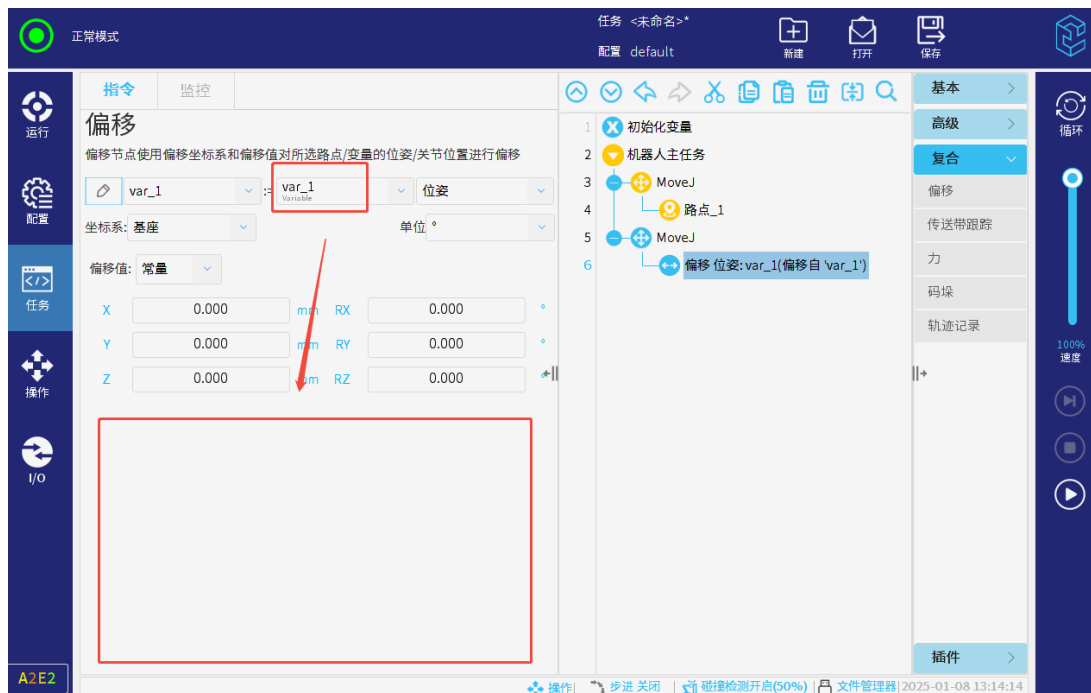 正常模式
任务 <未命名>*
配置 default
新建
打开
保存
运行
配置
任务
操作
I/O
A2E2
指令
监控
偏移
偏移节点使用偏移坐标系和偏移值对所选路点/变量的位姿/关节位置进行偏移
var_1 := var_1 位姿
Variable
坐标系: 基座 单位 °
偏移值: 常量
X 0.000 mm RX 0.000 °
Y 0.000 mm RY 0.000 °
Z 0.000 mm RZ 0.000 °
1 初始化变量
2 机器人主任务
3 MoveJ
4 路点_1
5 MoveJ
6 偏移 位姿: var_1(偏移自 'var_1')
基本
高级
复合
偏移
传送带跟踪
力
码垛
轨迹记录
插件
循环
100%
速度
操作 步进 关闭 碰撞检测开启(50%) 文件管理器 2025-01-08 13:14:14